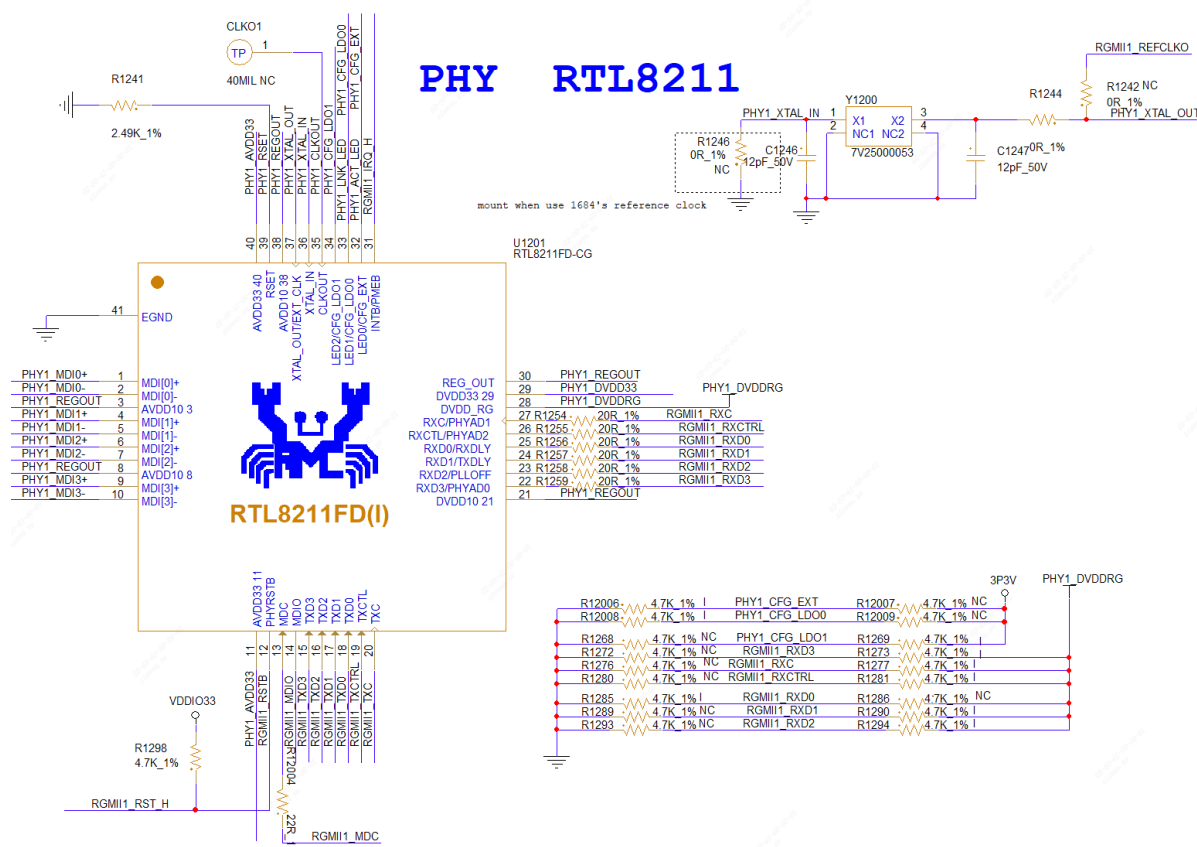 CLKO1
TP 1
40MIL NC
R1241
2.49K_1%
PHY RTL8211
PHY1_AVDD33
PHY1_RSET
PHY1_REGOUT
PHY1_XTAL_OUT
PHY1_XTAL_IN
PHY1_CLKOUT
PHY1_CFG_LDO1
PHY1_LNK_LED PHY1_CFG_LDO0
PHY1_ACT_LED PHY1_CFG_EXT
RGMII1_IRQ_H
40
39
38
37
36
35
34
33
32
31
RGMII1_REFCLKO
R1242 NC
0R_1%
R1244
0R_1%
PHY1_XTAL_OUT
Y1200
PHY1_XTAL_IN 1 X1 X2 3
2 NC1 NC2 4
7V25000053
R1246
0R_1%
NC
C1246
12pF_50V
C1247
12pF_50V
mount when use 1684's reference clock
U1201
RTL8211FD-CG
AVDD33 40
RSET
AVDD10 38
XTAL_OUT/EXT_CLK
XTAL_IN
CLKOUT
LED2/CFG_LDO1
LED1/CFG_LDO0
LED0/CFG_EXT
INTB/PMEB
41 EGND
PHY1_MDI0+ 1 MDI[0]+
PHY1_MDI0- 2 MDI[0]-
PHY1_REGOUT 3 AVDD10 3
PHY1_MDI1+ 4 MDI[1]+
PHY1_MDI1- 5 MDI[1]-
PHY1_MDI2+ 6 MDI[2]+
PHY1_MDI2- 7 MDI[2]-
PHY1_REGOUT 8 AVDD10 8
PHY1_MDI3+ 9 MDI[3]+
PHY1_MDI3- 10 MDI[3]-
REG_OUT 30 PHY1_REGOUT
DVDD33 29 29 PHY1_DVDD33
DVDD_RG 28 PHY1_DVDDRG PHY1_DVDDRG
RXC/PHYAD1 27 R1254 20R_1% RGMII1_RXC
RXCTL/PHYAD2 26 R1255 20R_1% RGMII1_RXCTRL
RXD0/RXDLY 25 R1256 20R_1% RGMII1_RXD0
RXD1/TXDLY 24 R1257 20R_1% RGMII1_RXD1
RXD2/PLLOFF 23 R1258 20R_1% RGMII1_RXD2
RXD3/PHYAD0 22 R1259 20R_1% RGMII1_RXD3
DVDD10 21 21 PHY1_REGOUT
RTL8211FD(I)
AVDD33 11
PHYRSTB
MDC
MDIO
TXD3
TXD2
TXD1
TXD0
TXCTL
TXC
11
12
13
14
15
16
17
18
19
20
PHY1_AVDD33
RGMII1_RSTB
RGMII1_MDIO
RGMII1_TXD3
RGMII1_TXD2
RGMII1_TXD1
RGMII1_TXD0
RGMII1_TXCTRL
RGMII1_TXC
VDDIO33
R1298
4.7K_1%
RGMII1_RST_H
R12004
22R_1
RGMII1_MDC
3P3V PHY1_DVDDRG
R12006 4.7K_1% I PHY1_CFG_EXT R12007 4.7K_1% NC
R12008 4.7K_1% I PHY1_CFG_LDO0 R12009 4.7K_1% NC
R1268 4.7K_1% NC PHY1_CFG_LDO1 R1269 4.7K_1% I
R1272 4.7K_1% NC RGMII1_RXD3 R1273 4.7K_1% I
R1276 4.7K_1% NC RGMII1_RXC R1277 4.7K_1% I
R1280 4.7K_1% NC RGMII1_RXCTRL R1281 4.7K_1% I
R1285 4.7K_1% I RGMII1_RXD0 R1286 4.7K_1% NC
R1289 4.7K_1% NC RGMII1_RXD1 R1290 4.7K_1% I
R1293 4.7K_1% NC RGMII1_RXD2 R1294 4.7K_1% I